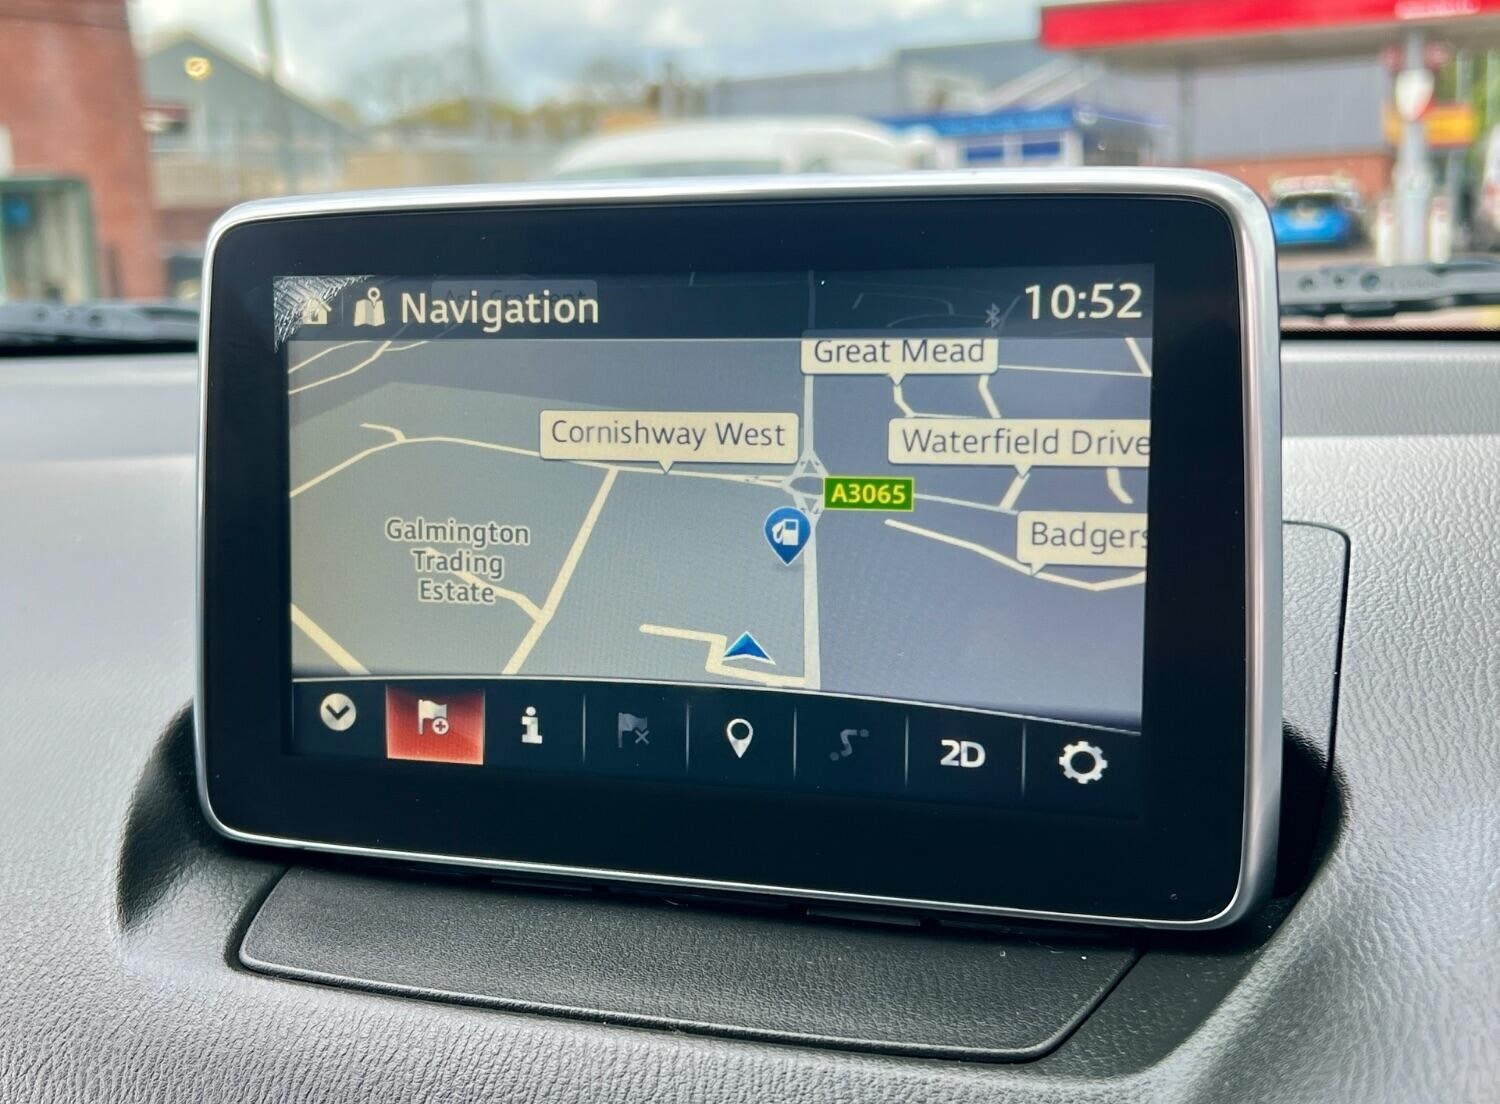 Navigation
10:52
Great Mead
Cornishway West
Waterfield Drive
A3065
Galmington
Trading
Estate
Badgers
2D